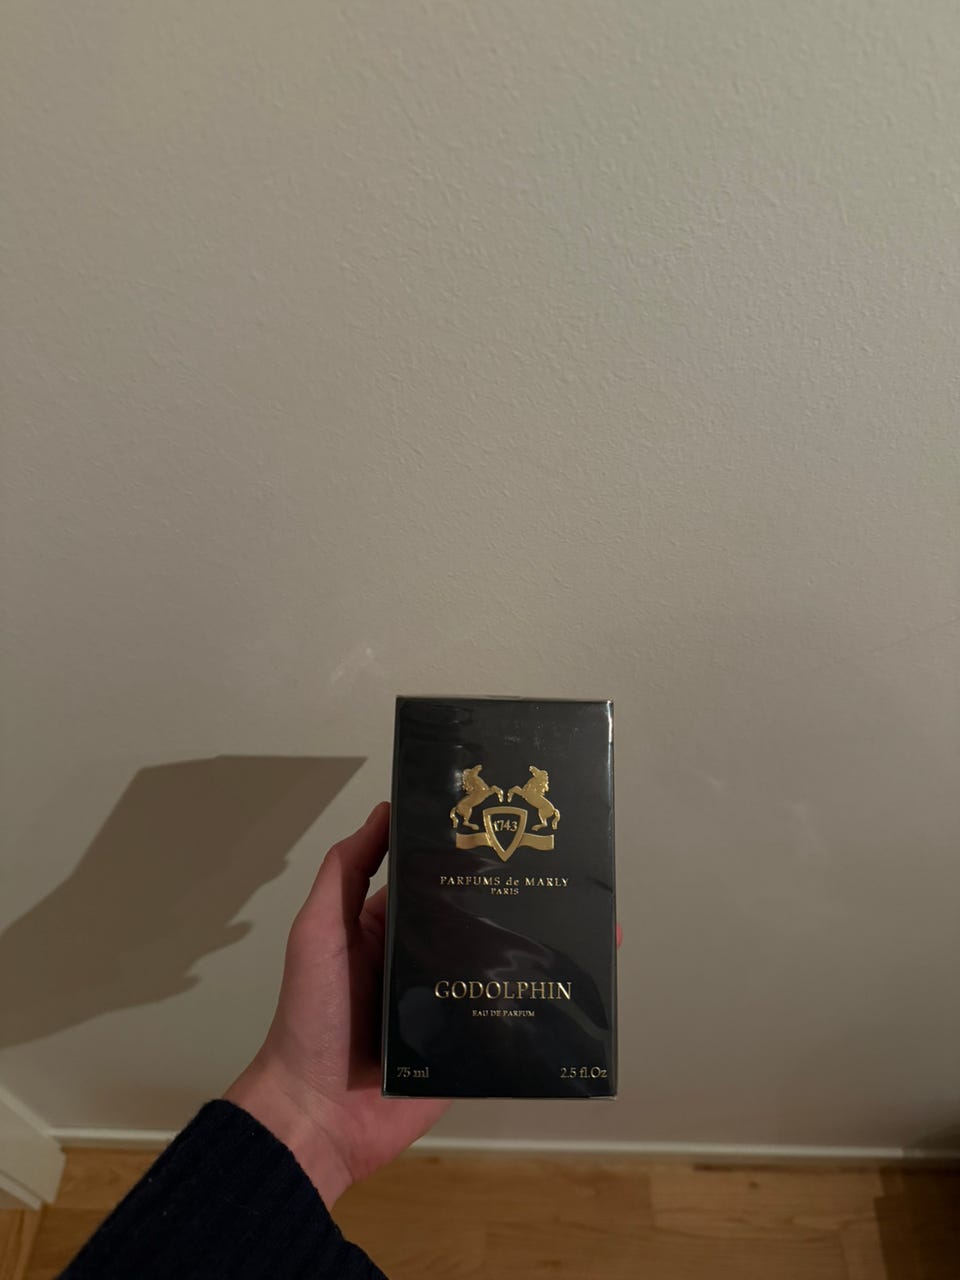 1743
PARFUMS de MARLY
PARIS
GODOLPHIN
EAU DE PARFUM
75 ml 2.5 fl.Oz